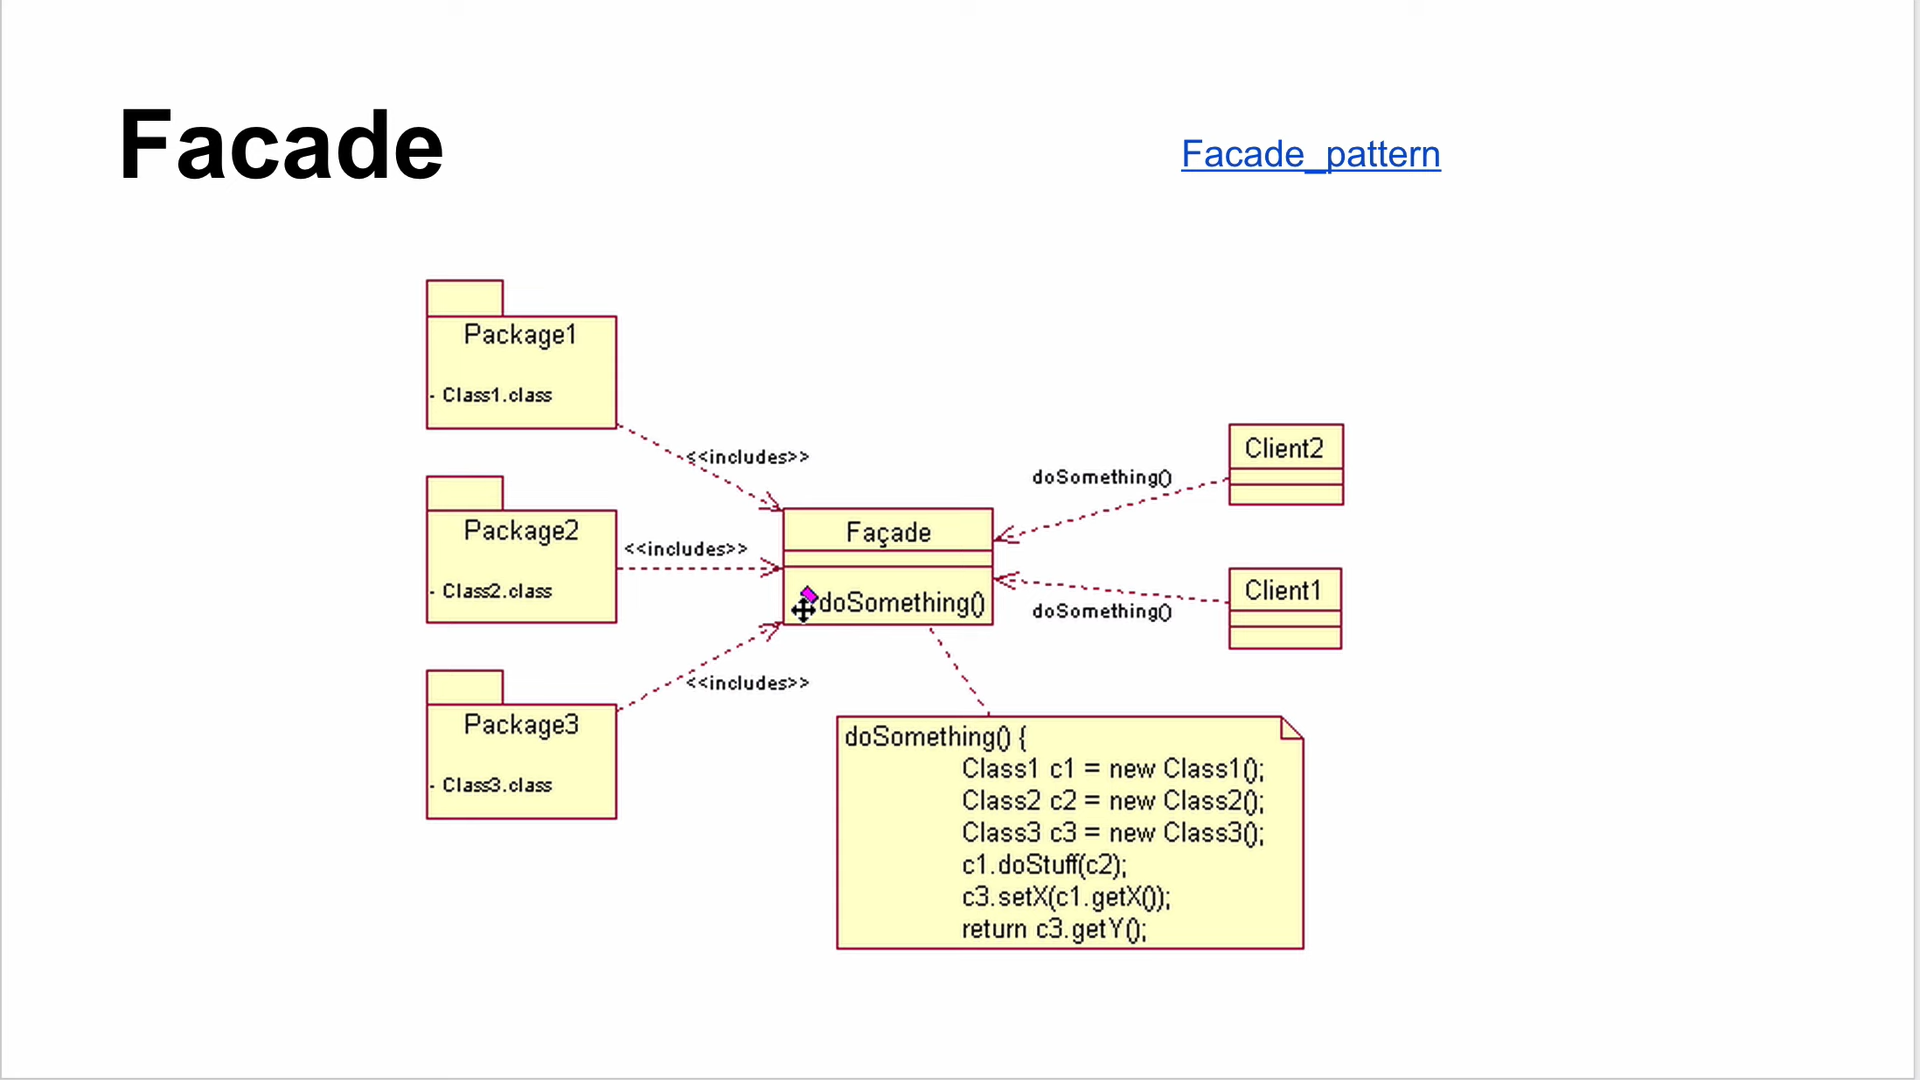 Facade
Facade_pattern
Package1
- Class1.class
<<includes>>
Package2
- Class2.class
<<includes>>
Package3
- Class3.class
<<includes>>
Façade
doSomething()
Client2
doSomething()
Client1
doSomething()
doSomething() {
Class1 c1 = new Class1();
Class2 c2 = new Class2();
Class3 c3 = new Class3();
c1.doStuff(c2);
c3.setX(c1.getX());
return c3.getY();